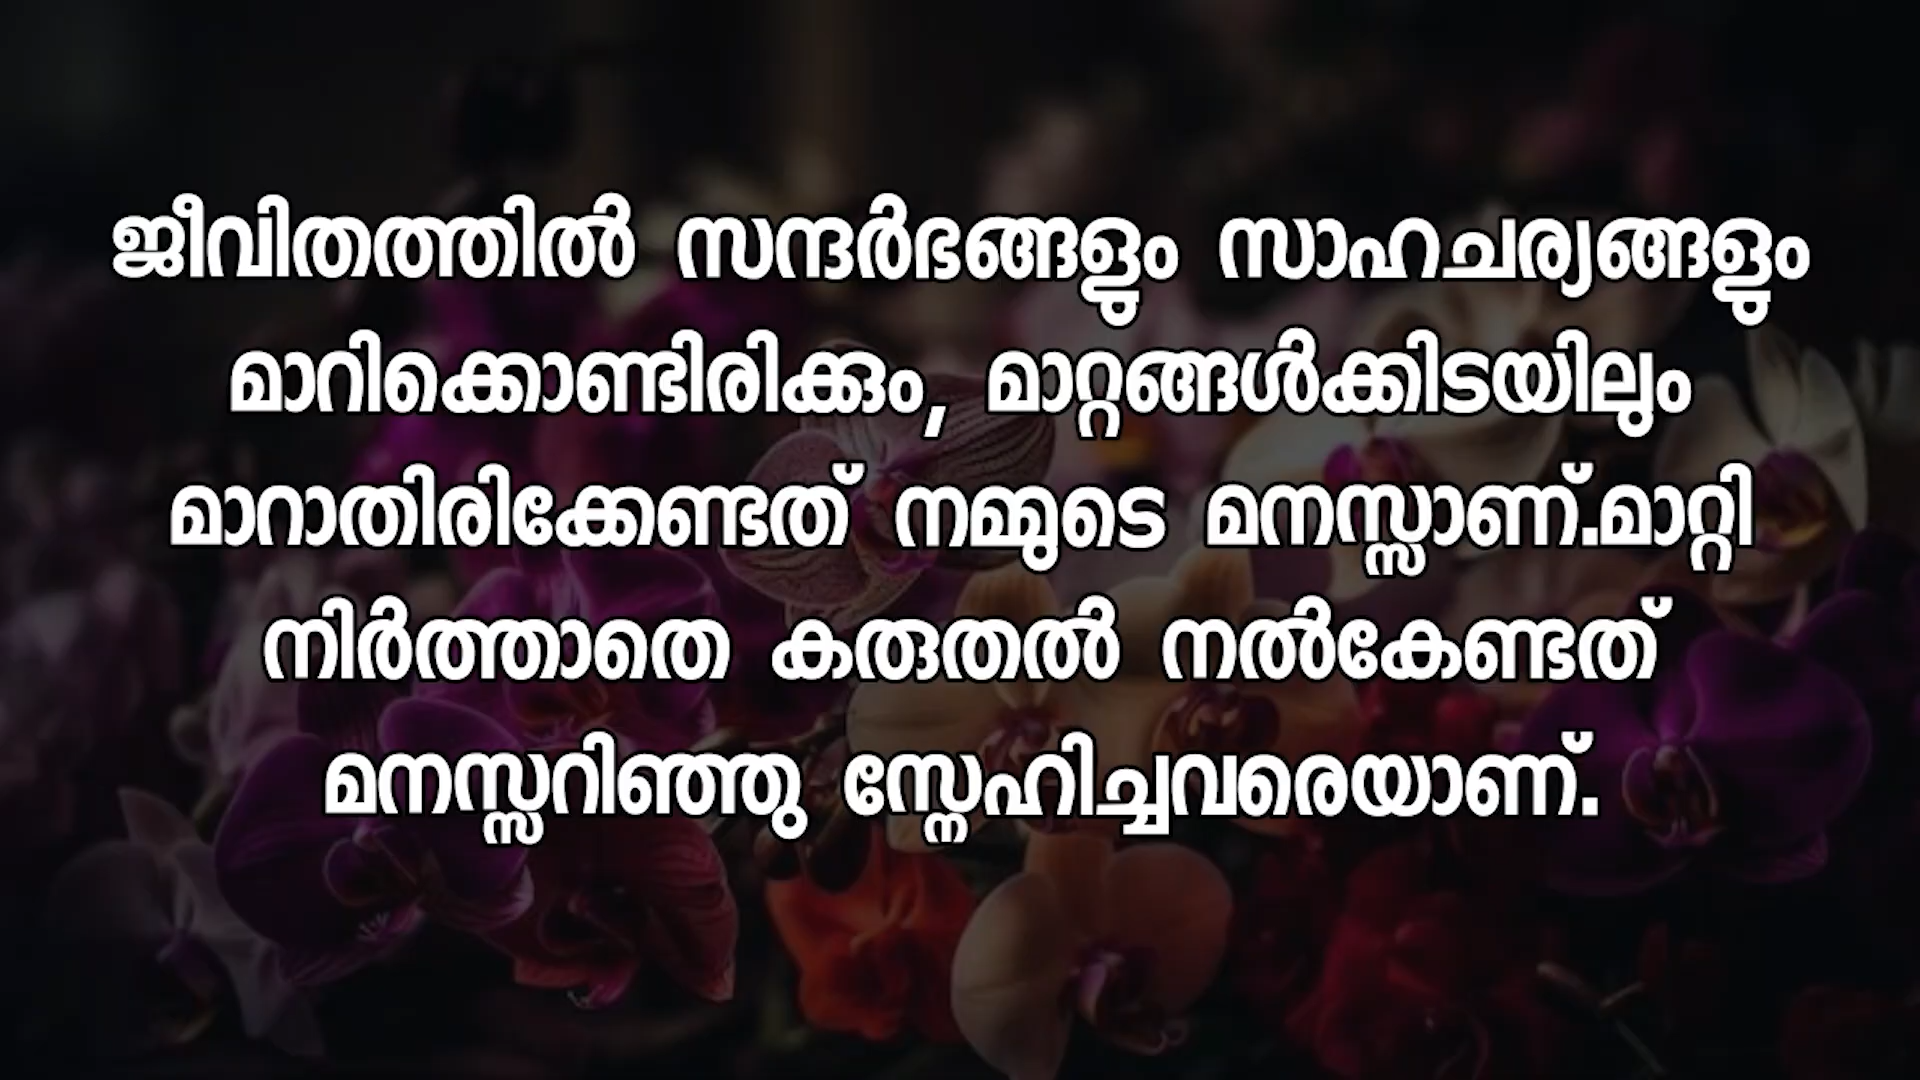 ജീവിതത്തിൽ സന്ദർഭങ്ങളും സാഹചര്യങ്ങളും
മാറിക്കൊണ്ടിരിക്കും, മാറ്റങ്ങൾക്കിടയിലും
മാറാതിരിക്കേണ്ടത് നമ്മുടെ മനസ്സാണ്.മാറ്റി
നിർത്താതെ കരുതൽ നൽകേണ്ടത്
മനസ്സറിഞ്ഞു സ്നേഹിച്ചവരെയാണ്.